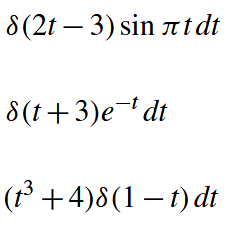 δ(2t − 3) sin πt dt
δ(t + 3)e⁻ᵗ dt
(t³ + 4)δ(1 − t) dt